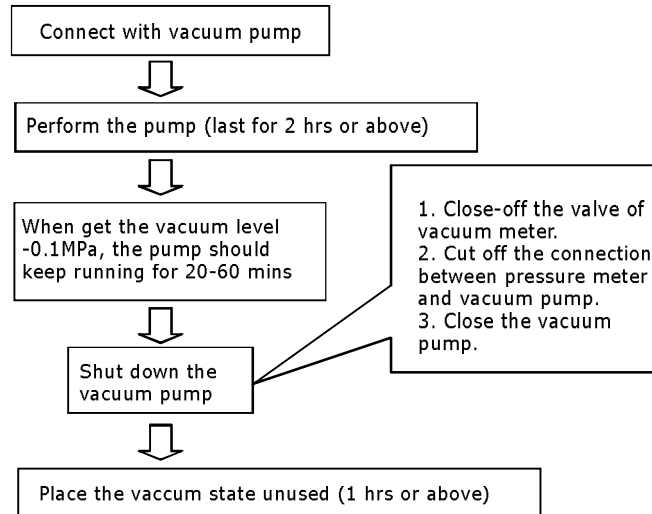 Connect with vacuum pump
Perform the pump (last for 2 hrs or above)
When get the vacuum level
-0.1MPa, the pump should
keep running for 20-60 mins
1. Close-off the valve of
vacuum meter.
2. Cut off the connection
between pressure meter
and vacuum pump.
3. Close the vacuum
pump.
Shut down the
vacuum pump
Place the vaccum state unused (1 hrs or above)